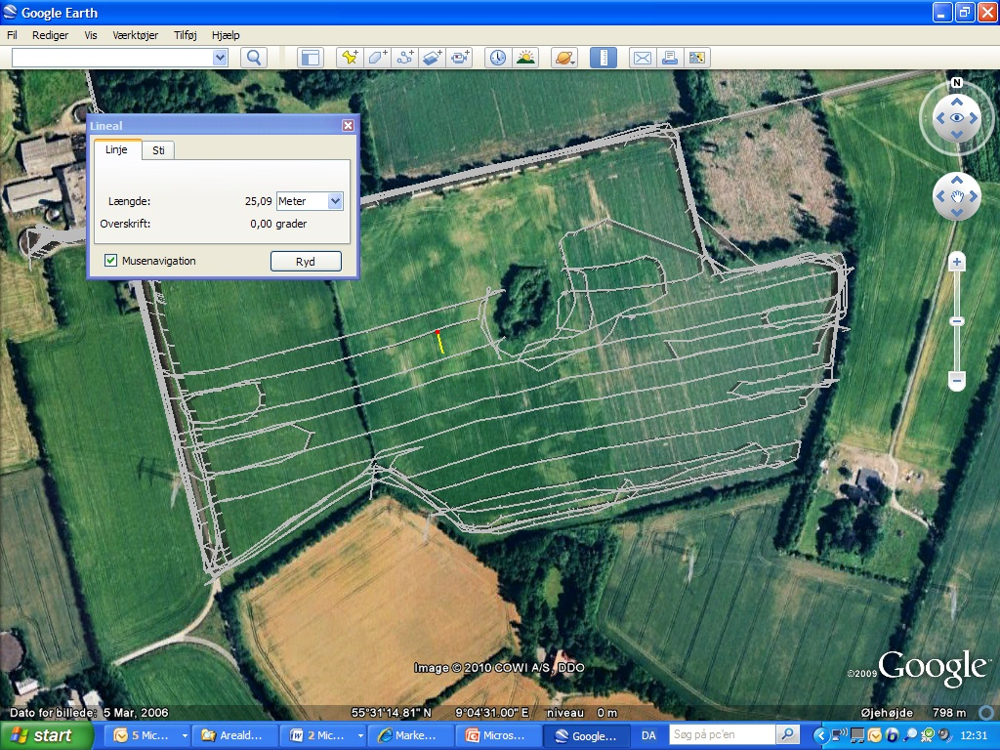 Google Earth
Fil Rediger Vis Værktøjer Tilføj Hjælp
Lineal
Linje Sti
Længde: 25,09 Meter
Overskrift: 0,00 grader
Musenavigation Ryd
N
Image © 2010 COWI A/S, DDO
©2009 Google™
Dato for billede: 5 Mar, 2006 55°31'14.81" N 9°04'31.00" E niveau 0 m Øjehøjde 798 m
start 5 Mic... Areald... 2 Mic... Marke... Micros... Google... DA Søg på pc'en 12:31